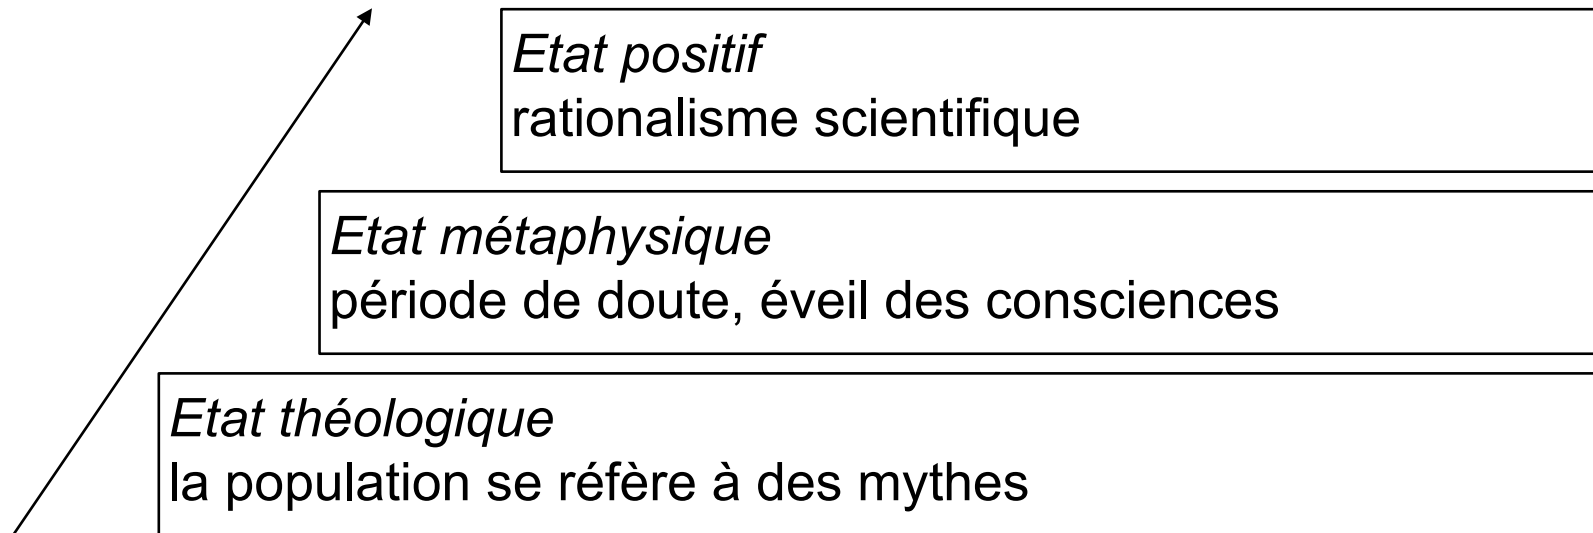 Etat positif
rationalisme scientifique
Etat métaphysique
période de doute, éveil des consciences
Etat théologique
la population se réfère à des mythes